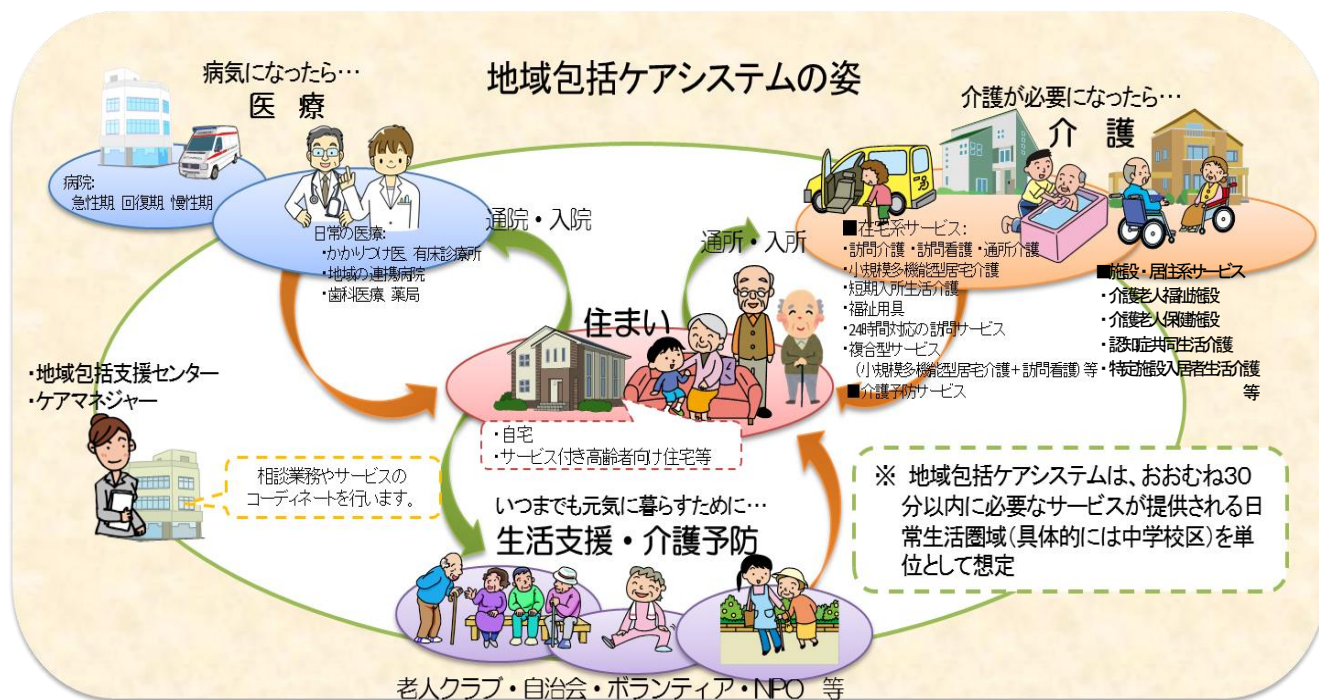 地域包括ケアシステムの姿
病気になったら…
医 療
病院:
急性期、回復期、慢性期
日常の医療:
・かかりつけ医、有床診療所
・地域の連携病院
・歯科医療、薬局
通院・入院
通所・入所
介護が必要になったら…
介 護
■在宅系サービス:
・訪問介護・訪問看護・通所介護
・小規模多機能型居宅介護
・短期入所生活介護
・福祉用具
・24時間対応の訪問サービス
・複合型サービス
(小規模多機能型居宅介護+訪問看護)等
■介護予防サービス
■施設・居住系サービス
・介護老人福祉施設
・介護老人保健施設
・認知症共同生活介護
・特定施設入居者生活介護
等
住まい
・自宅
・サービス付き高齢者向け住宅等
・地域包括支援センター
・ケアマネジャー
相談業務やサービスの
コーディネートを行います。
いつまでも元気に暮らすために…
生活支援・介護予防
老人クラブ・自治会・ボランティア・NPO 等
※ 地域包括ケアシステムは、おおむね30
分以内に必要なサービスが提供される日
常生活圏域(具体的には中学校区)を単
位として想定